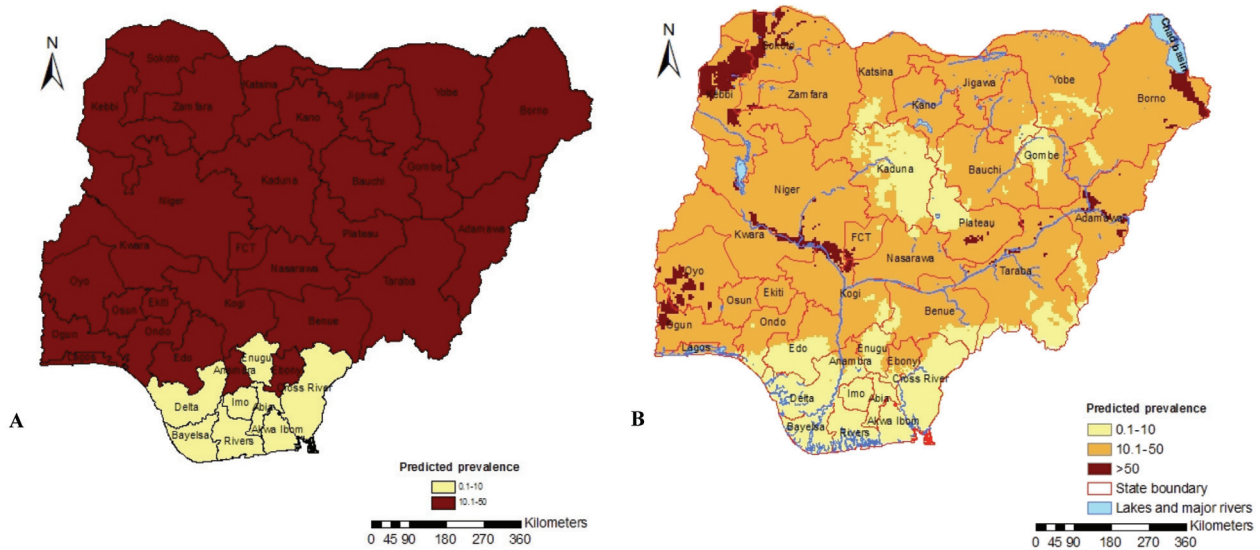 N
Sokoto
Katsina
Kebbi
Zamfara
Kano
Jigawa
Yobe
Borno
Kaduna
Bauchi
Gombe
Niger
Plateau
Adamawa
Kwara
FCT
Nasarawa
Taraba
Oyo
Osun
Ekiti
Kogi
Benue
Ogun
Ondo
Lagos
Edo
Enugu
Anambra
Ebonyi
Cross River
Delta
Imo
Abia
Bayelsa
Rivers
Akwa Ibom
A
Predicted prevalence
0.1-10
10.1-50
Kilometers
0 45 90 180 270 360
N
Chad basin
Sokoto
Katsina
Kebbi
Zamfara
Kano
Jigawa
Yobe
Borno
Kaduna
Bauchi
Gombe
Niger
Plateau
Adamawa
Kwara
FCT
Nasarawa
Taraba
Oyo
Osun
Ekiti
Kogi
Benue
Ogun
Ondo
Lagos
Edo
Enugu
Anambra
Ebonyi
Cross River
Delta
Imo
Abia
Bayelsa
Rivers
Akwa Ibom
B
Predicted prevalence
0.1-10
10.1-50
>50
State boundary
Lakes and major rivers
Kilometers
0 45 90 180 270 360